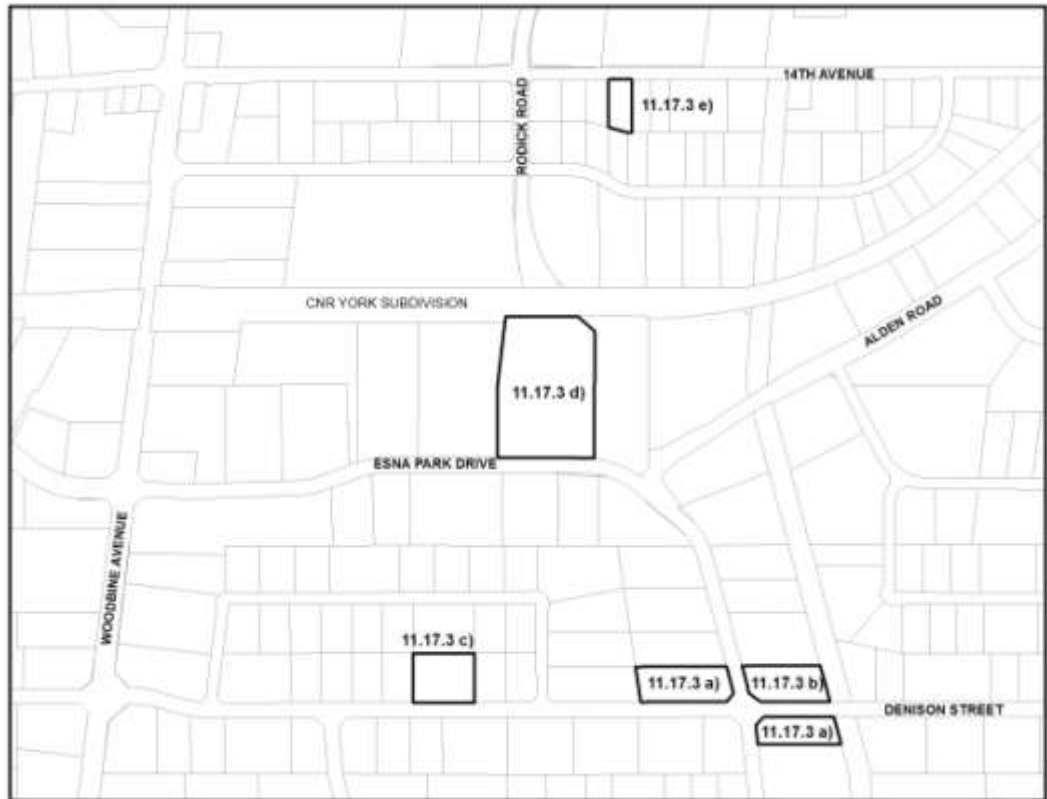 14TH AVENUE
11.17.3 e)
RODICK ROAD
CNR YORK SUBDIVISION
ALDEN ROAD
11.17.3 d)
ESNA PARK DRIVE
WOODBINE AVENUE
11.17.3 c)
11.17.3 a)
11.17.3 b)
DENISON STREET
11.17.3 a)